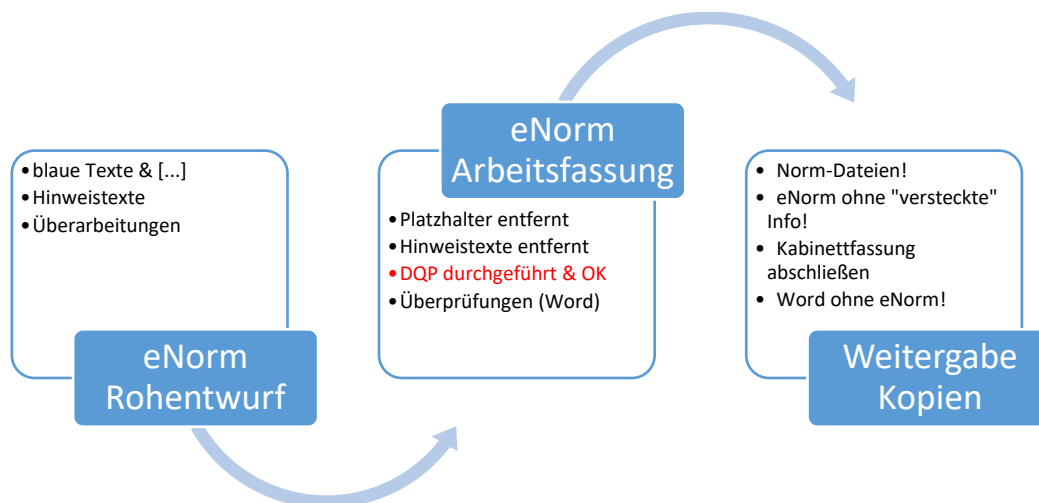 •blaue Texte & [...]
•Hinweistexte
•Überarbeitungen
eNorm
Rohentwurf
eNorm
Arbeitsfassung
•Platzhalter entfernt
•Hinweistexte entfernt
•DQP durchgeführt & OK
•Überprüfungen (Word)
• Norm-Dateien!
• eNorm ohne "versteckte"
Info!
• Kabinettfassung
abschließen
• Word ohne eNorm!
Weitergabe
Kopien